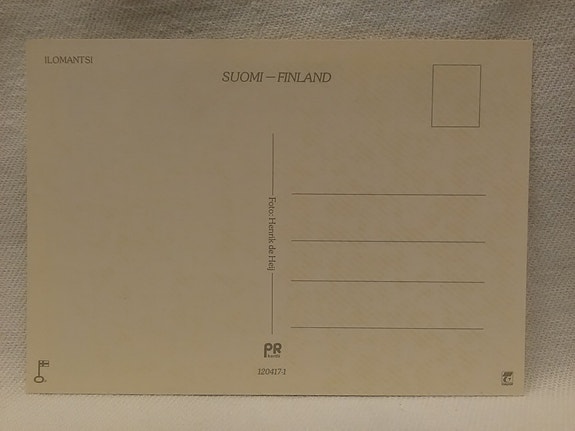 ILOMANTSI
SUOMI – FINLAND
Foto: Henrik de Heij
PR
120417-1